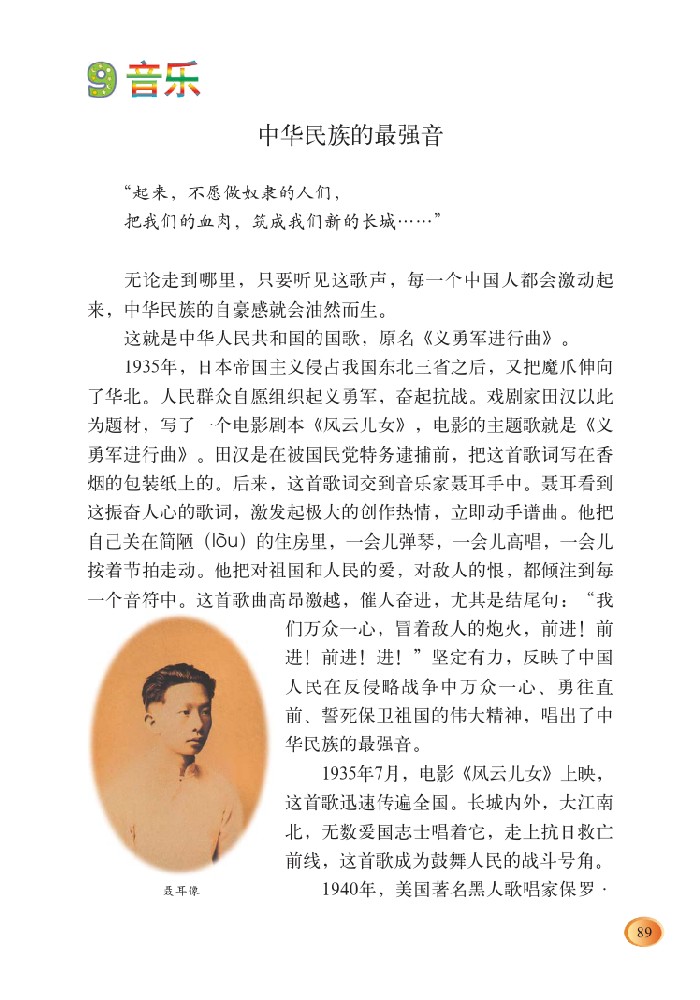 9 音乐
中华民族的最强音
“起来，不愿做奴隶的人们，
把我们的血肉，筑成我们新的长城……”
无论走到哪里，只要听见这歌声，每一个中国人都会激动起
来，中华民族的自豪感就会油然而生。
这就是中华人民共和国的国歌，原名《义勇军进行曲》。
1935年，日本帝国主义侵占我国东北三省之后，又把魔爪伸向
了华北。人民群众自愿组织起义勇军，奋起抗战。戏剧家田汉以此
为题材，写了一个电影剧本《风云儿女》，电影的主题歌就是《义
勇军进行曲》。田汉是在被国民党特务逮捕前，把这首歌词写在香
烟的包装纸上的。后来，这首歌词交到音乐家聂耳手中。聂耳看到
这振奋人心的歌词，激发起极大的创作热情，立即动手谱曲。他把
自己关在简陋（lòu）的住房里，一会儿弹琴，一会儿高唱，一会儿
按着节拍走动。他把对祖国和人民的爱，对敌人的恨，都倾注到每
一个音符中。这首歌曲高昂激越，催人奋进，尤其是结尾句：“我
们万众一心，冒着敌人的炮火，前进！前
进！前进！进！”坚定有力，反映了中国
人民在反侵略战争中万众一心、勇往直
前、誓死保卫祖国的伟大精神，唱出了中
华民族的最强音。
1935年7月，电影《风云儿女》上映，
这首歌迅速传遍全国。长城内外，大江南
北，无数爱国志士唱着它，走上抗日救亡
前线，这首歌成为鼓舞人民的战斗号角。
1940年，美国著名黑人歌唱家保罗·
聂耳像
89